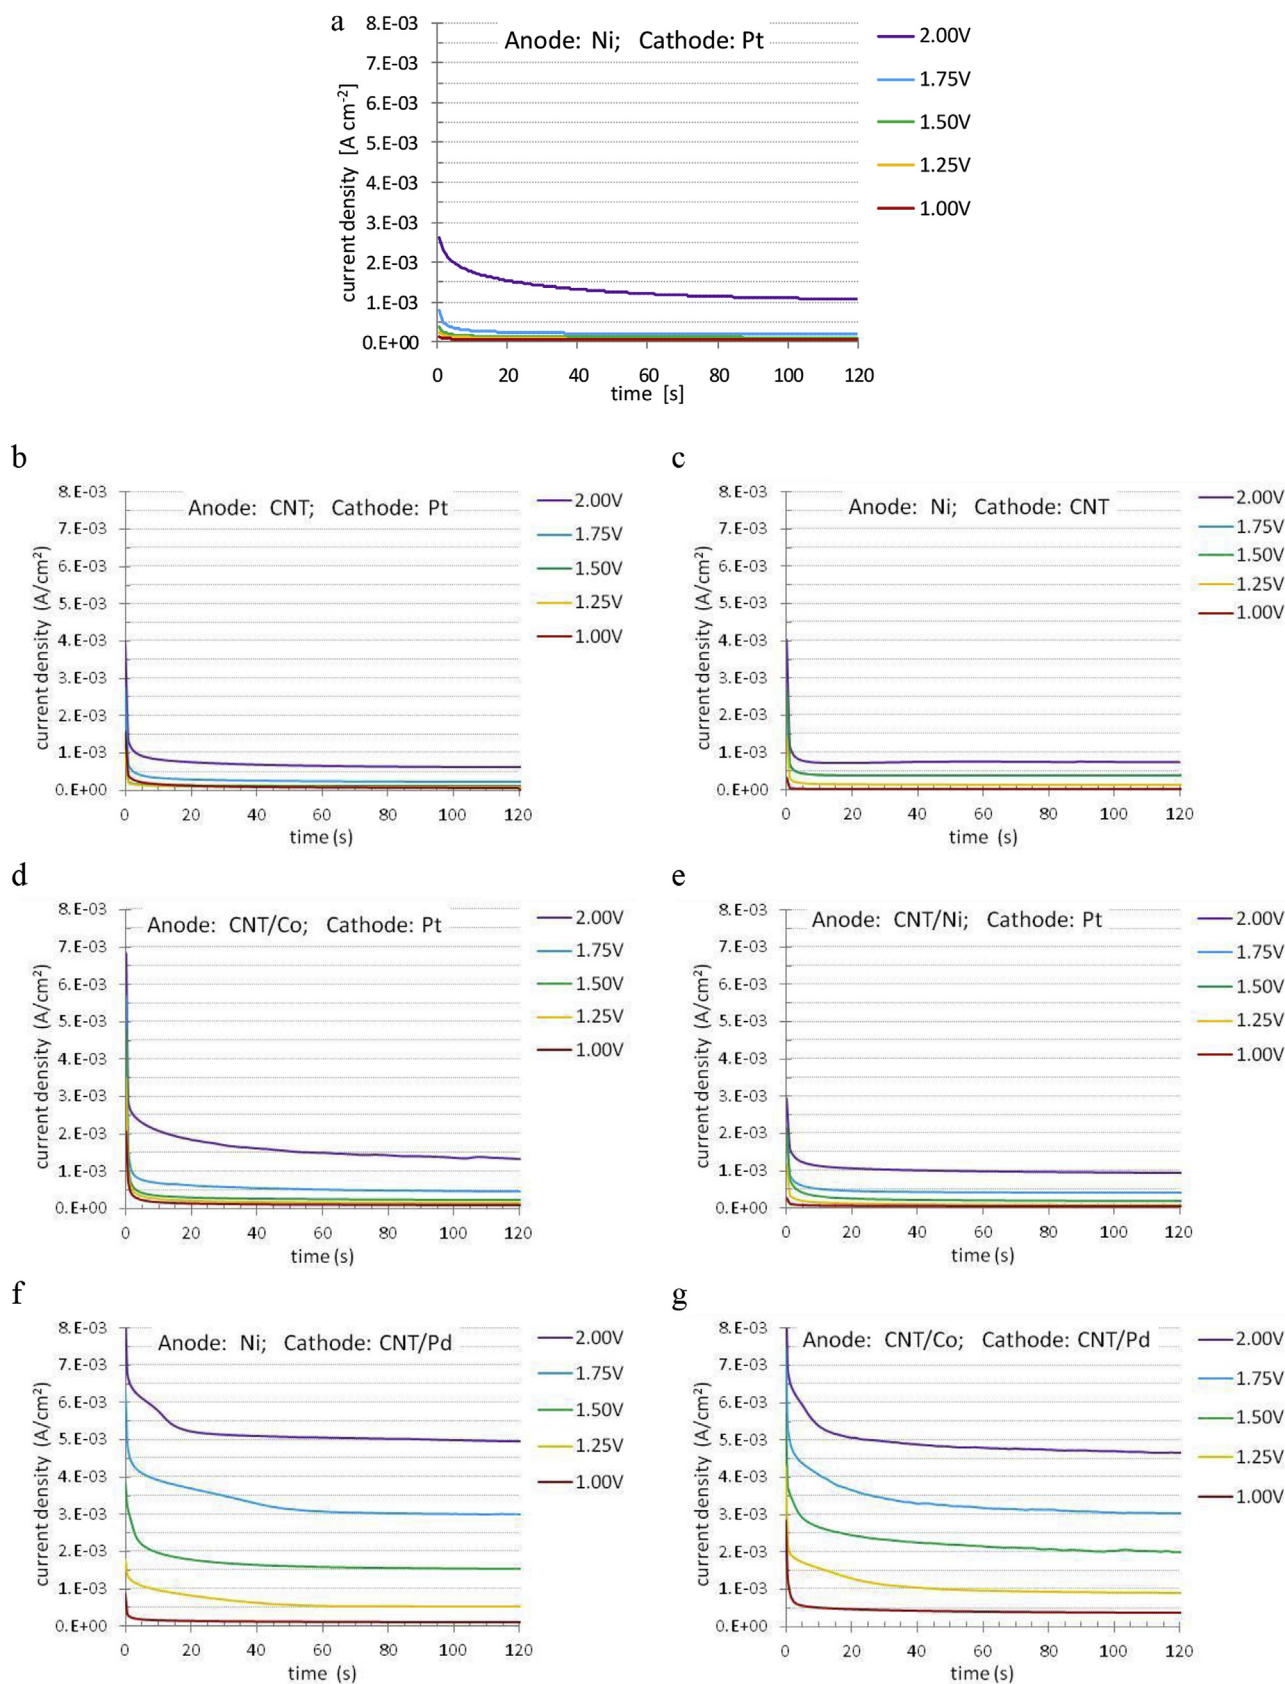 a
Anode: Ni; Cathode: Pt
current density [A cm⁻²]
8.E-03
7.E-03
6.E-03
5.E-03
4.E-03
3.E-03
2.E-03
1.E-03
0.E+00
0 20 40 60 80 100 120
time [s]
2.00V
1.75V
1.50V
1.25V
1.00V
b
Anode: CNT; Cathode: Pt
current density (A/cm²)
8.E-03
7.E-03
6.E-03
5.E-03
4.E-03
3.E-03
2.E-03
1.E-03
0.E+00
0 20 40 60 80 100 120
time (s)
2.00V
1.75V
1.50V
1.25V
1.00V
c
Anode: Ni; Cathode: CNT
current density (A/cm²)
8.E-03
7.E-03
6.E-03
5.E-03
4.E-03
3.E-03
2.E-03
1.E-03
0.E+00
0 20 40 60 80 100 120
time (s)
2.00V
1.75V
1.50V
1.25V
1.00V
d
Anode: CNT/Co; Cathode: Pt
current density (A/cm²)
8.E-03
7.E-03
6.E-03
5.E-03
4.E-03
3.E-03
2.E-03
1.E-03
0.E+00
0 20 40 60 80 100 120
time (s)
2.00V
1.75V
1.50V
1.25V
1.00V
e
Anode: CNT/Ni; Cathode: Pt
current density (A/cm²)
8.E-03
7.E-03
6.E-03
5.E-03
4.E-03
3.E-03
2.E-03
1.E-03
0.E+00
0 20 40 60 80 100 120
time (s)
2.00V
1.75V
1.50V
1.25V
1.00V
f
Anode: Ni; Cathode: CNT/Pd
current density (A/cm²)
8.E-03
7.E-03
6.E-03
5.E-03
4.E-03
3.E-03
2.E-03
1.E-03
0.E+00
0 20 40 60 80 100 120
time (s)
2.00V
1.75V
1.50V
1.25V
1.00V
g
Anode: CNT/Co; Cathode: CNT/Pd
current density (A/cm²)
8.E-03
7.E-03
6.E-03
5.E-03
4.E-03
3.E-03
2.E-03
1.E-03
0.E+00
0 20 40 60 80 100 120
time (s)
2.00V
1.75V
1.50V
1.25V
1.00V